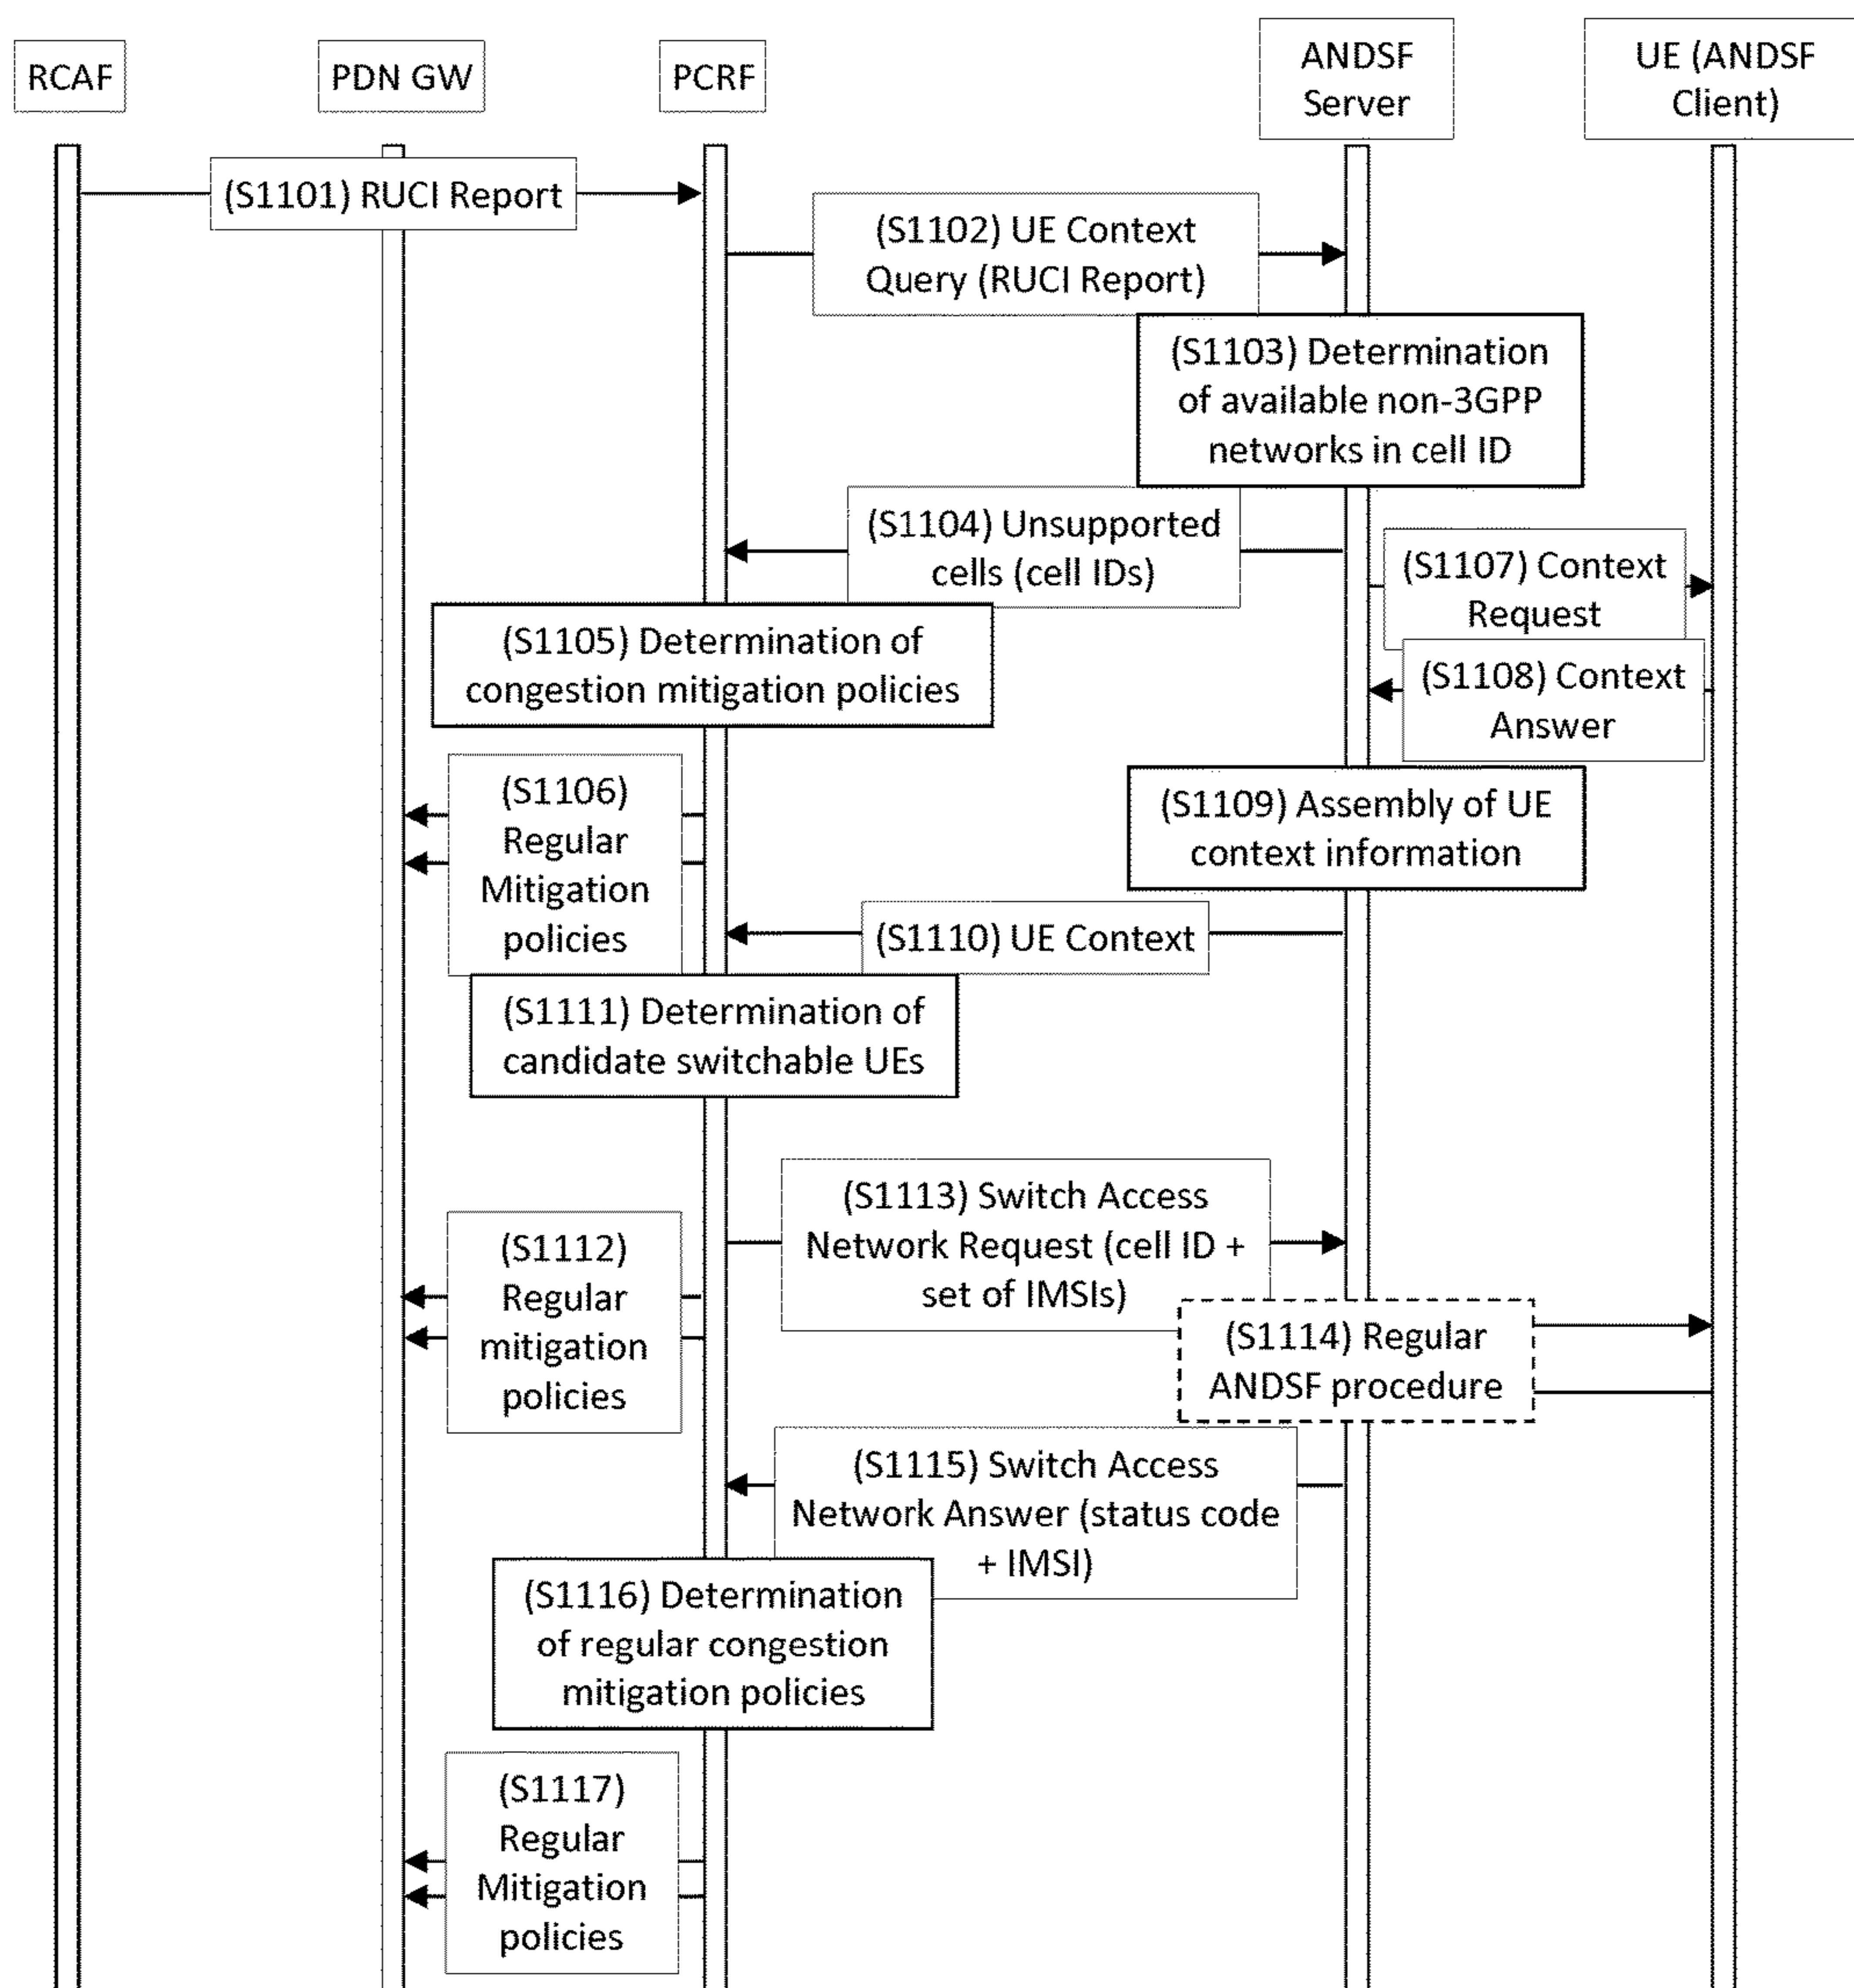 RCAF
PDN GW
PCRF
ANDSF
Server
UE (ANDSF
Client)
(S1101) RUCI Report
(S1102) UE Context
Query (RUCI Report)
(S1103) Determination
of available non-3GPP
networks in cell ID
(S1104) Unsupported
cells (cell IDs)
(S1107) Context
Request
(S1105) Determination of
congestion mitigation policies
(S1108) Context
Answer
(S1106)
Regular
Mitigation
policies
(S1109) Assembly of UE
context information
(S1110) UE Context
(S1111) Determination of
candidate switchable UEs
(S1113) Switch Access
Network Request (cell ID +
set of IMSIs)
(S1112)
Regular
mitigation
policies
(S1114) Regular
ANDSF procedure
(S1115) Switch Access
Network Answer (status code
+ IMSI)
(S1116) Determination
of regular congestion
mitigation policies
(S1117)
Regular
Mitigation
policies